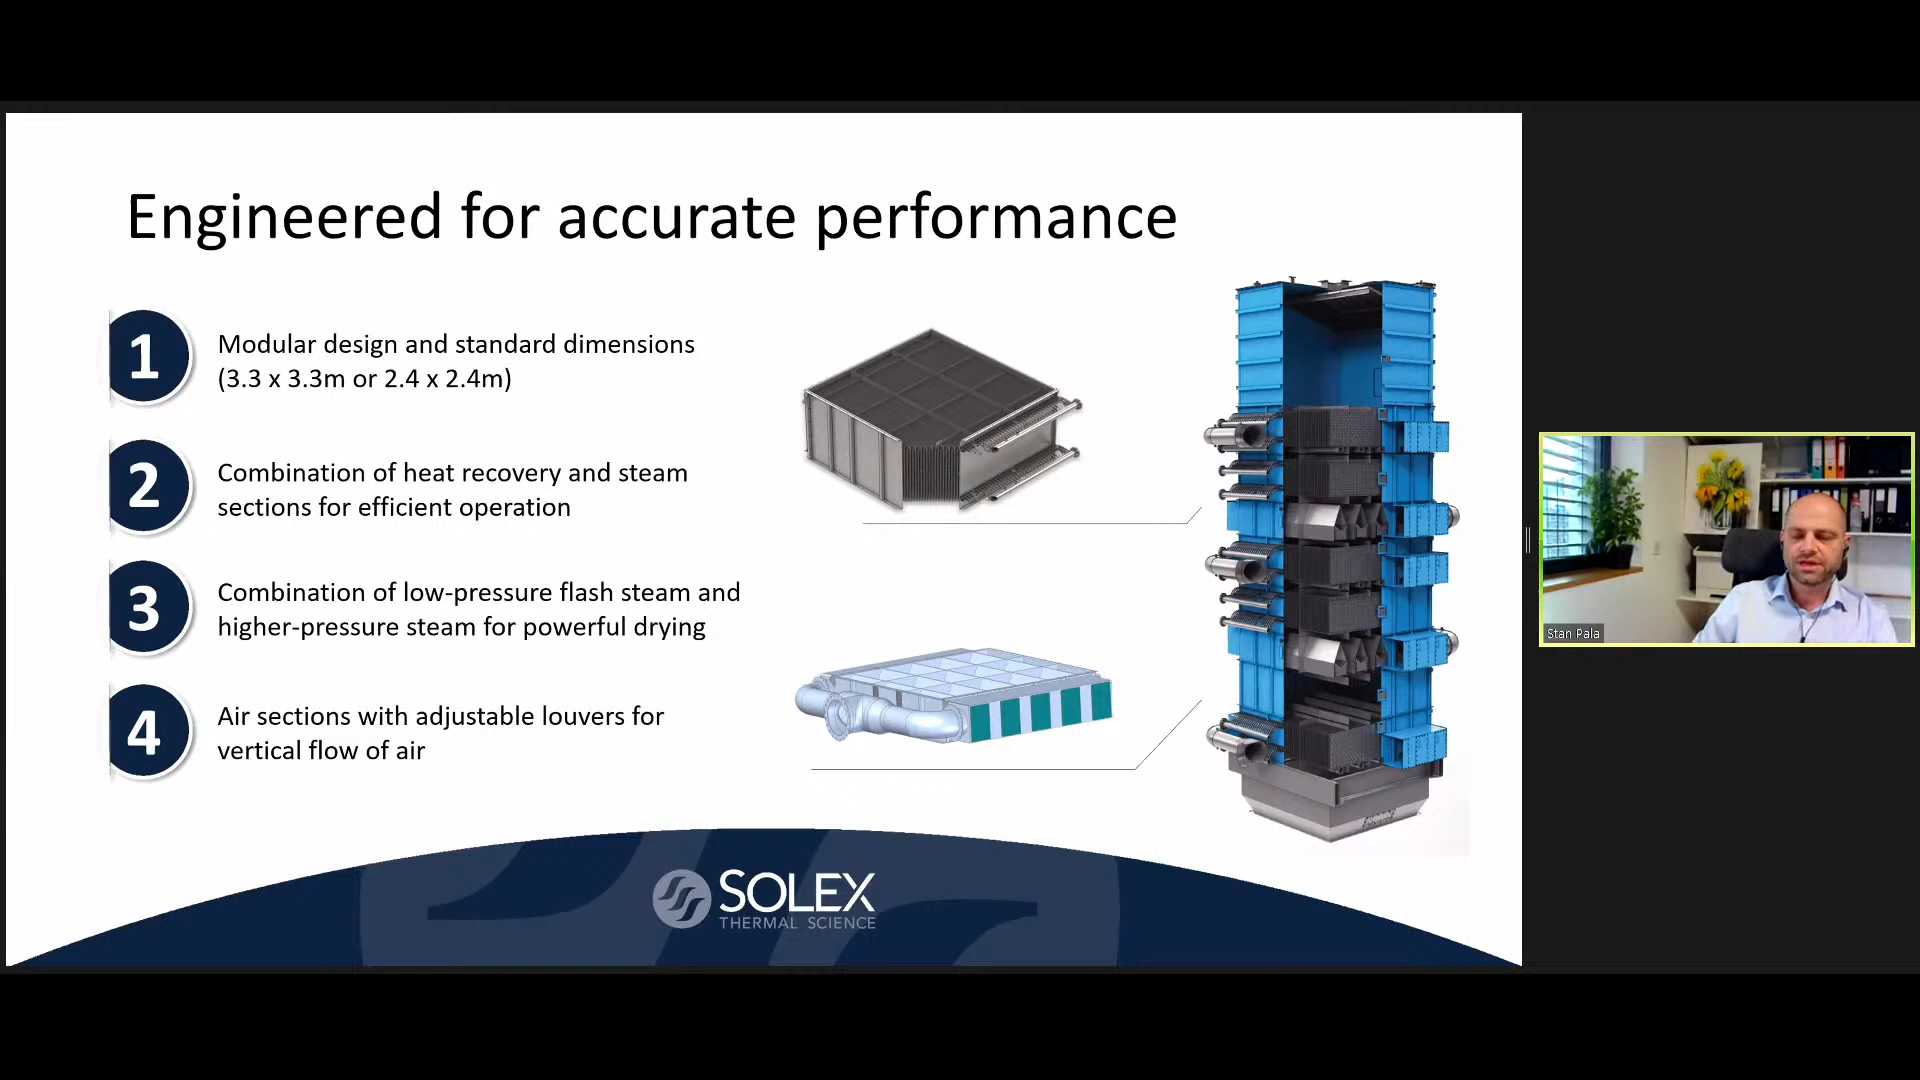 Engineered for accurate performance
1
Modular design and standard dimensions
(3.3 x 3.3m or 2.4 x 2.4m)
2
Combination of heat recovery and steam
sections for efficient operation
3
Combination of low-pressure flash steam and
higher-pressure steam for powerful drying
4
Air sections with adjustable louvers for
vertical flow of air
SOLEX
THERMAL SCIENCE
Stan Pala